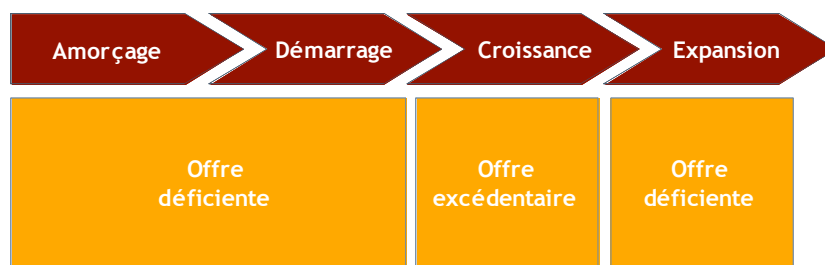 Amorçage
Démarrage
Croissance
Expansion
Offre
déficiente
Offre
excédentaire
Offre
déficiente